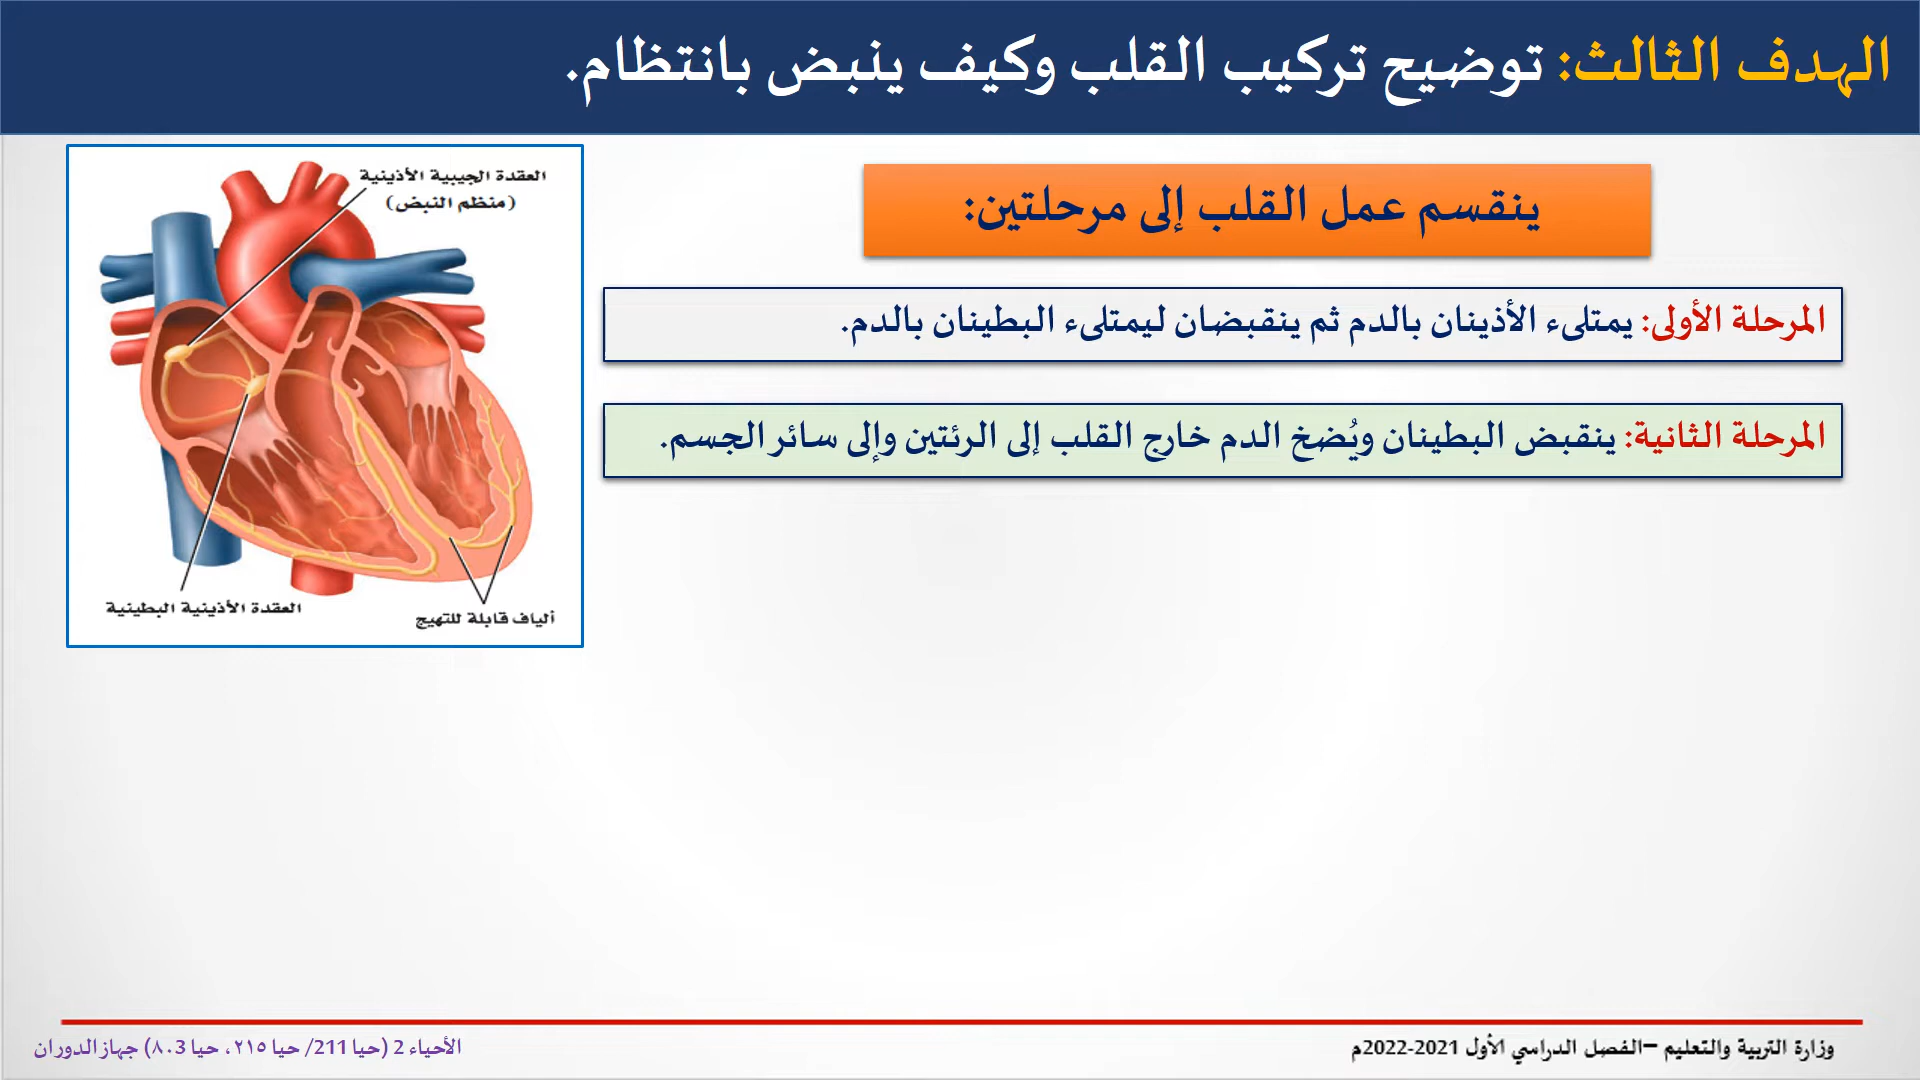 الهدف الثالث: توضيح تركيب القلب وكيف ينبض بانتظام.
ينقسم عمل القلب إلى مرحلتين:
المرحلة الأولى: يمتلىء الأذينان بالدم ثم ينقبضان ليمتلىء البطينان بالدم.
المرحلة الثانية: ينقبض البطينان ويُضخ الدم خارج القلب إلى الرئتين وإلى سائر الجسم.
العقدة الجيبية الأذينية
(منظم النبض)
العقدة الأذينية البطينية
ألياف قابلة للتهيج
وزارة التربية والتعليم –الفصل الدراسي الأول 2021-2022م
الأحياء 2 (حيا 211/ حيا ٢١٥، حيا ٨٠3) جهاز الدوران